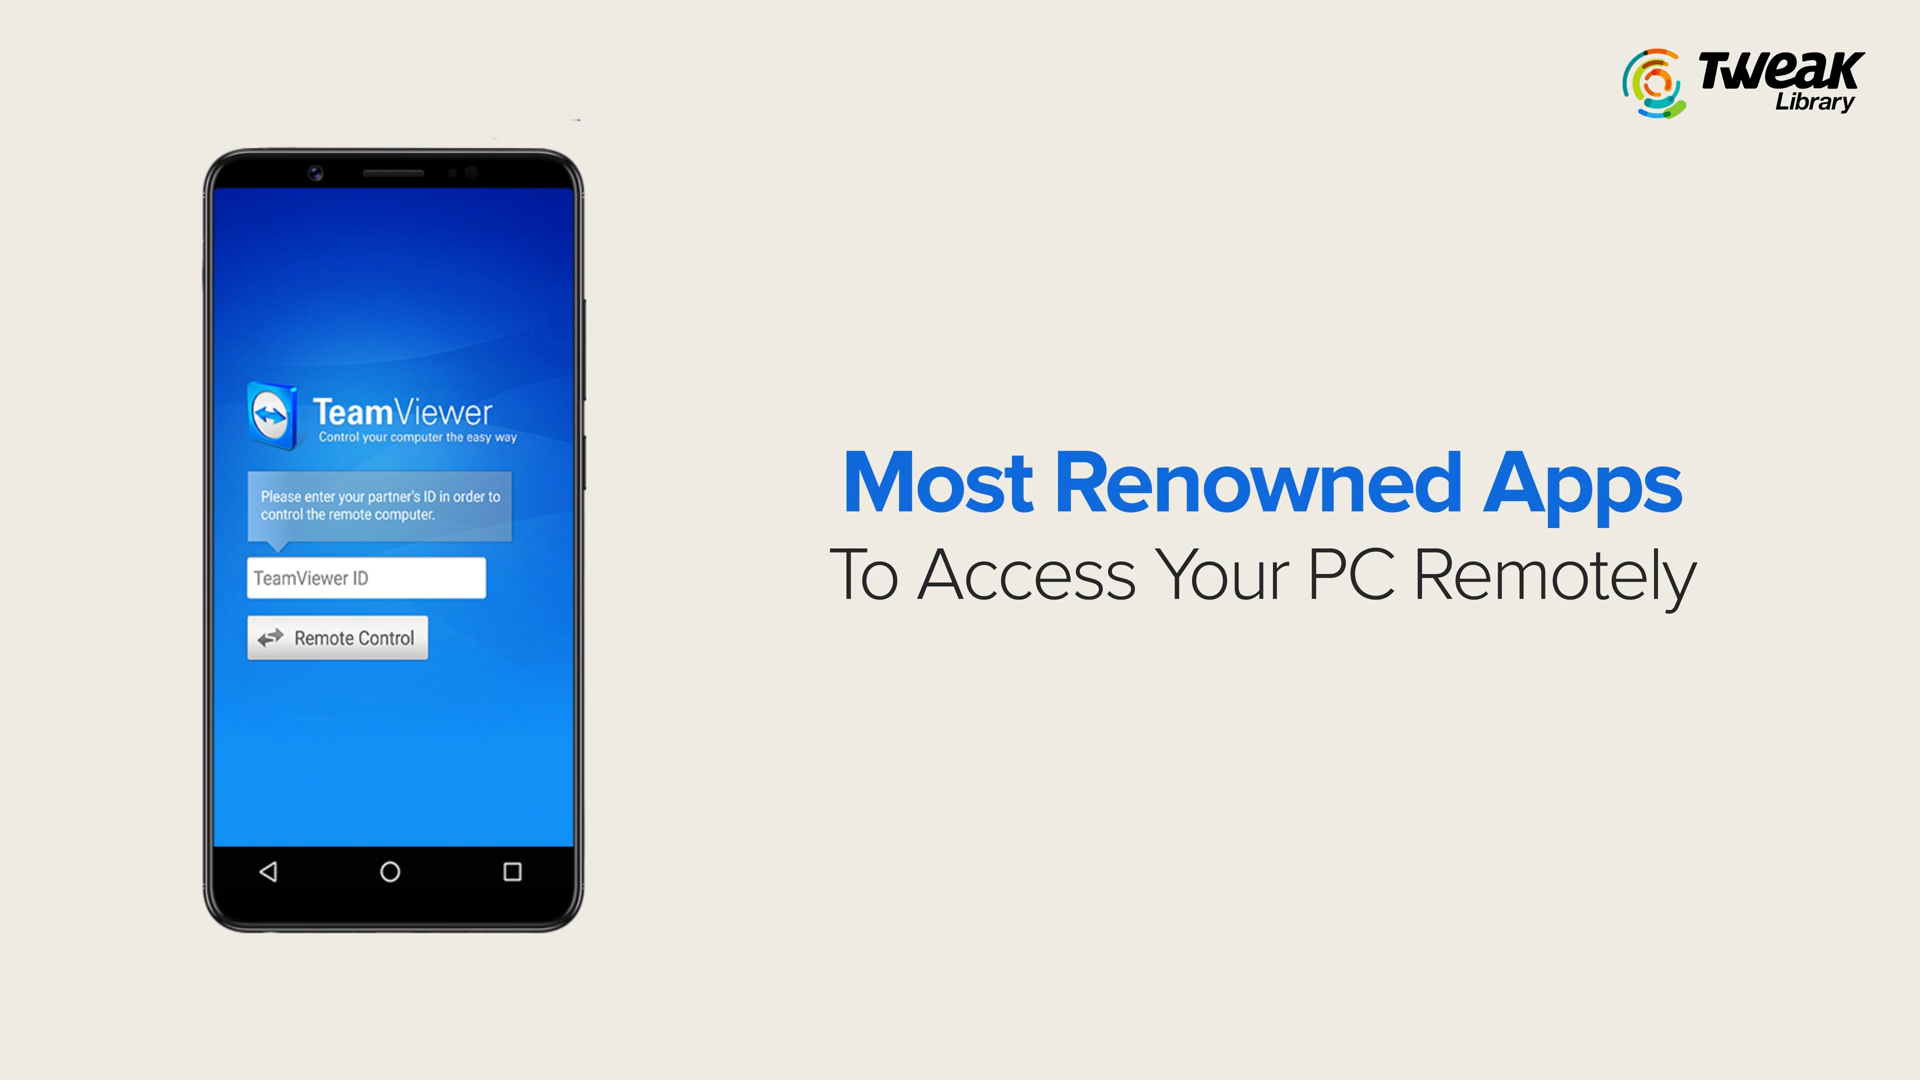 TWeaK
Library
TeamViewer
Control your computer the easy way
Please enter your partner's ID in order to
control the remote computer.
TeamViewer ID
Remote Control
Most Renowned Apps
To Access Your PC Remotely